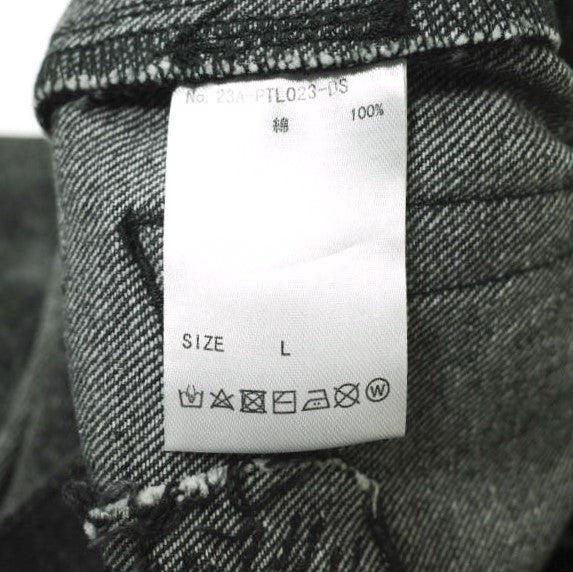 No. 23A-PTL023-DS
綿 100%
SIZE L
W